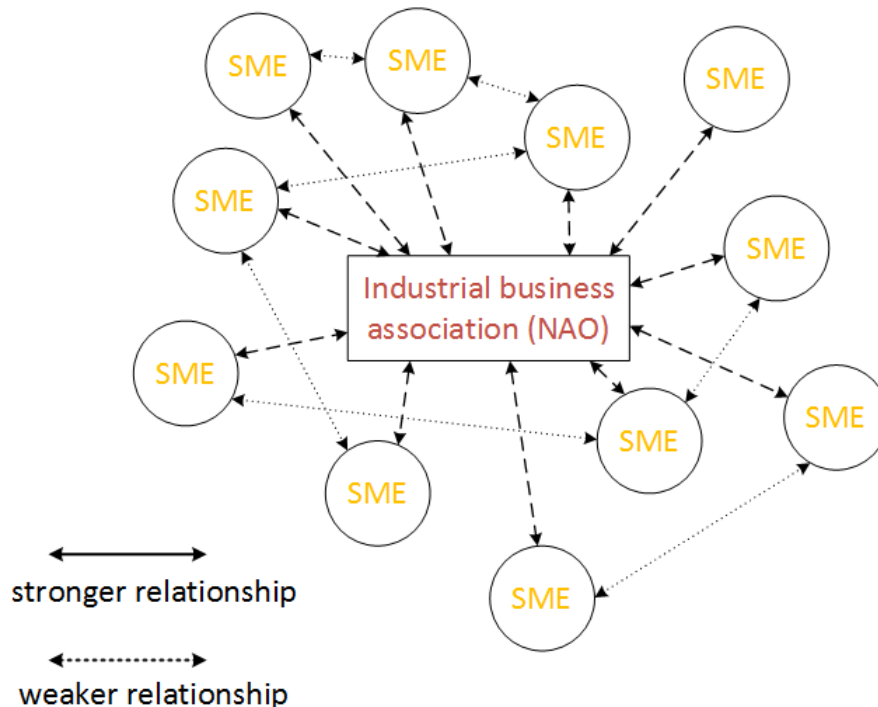 SME
SME
SME
SME
SME
SME
Industrial business
association (NAO)
SME
SME
SME
SME
SME
stronger relationship
weaker relationship